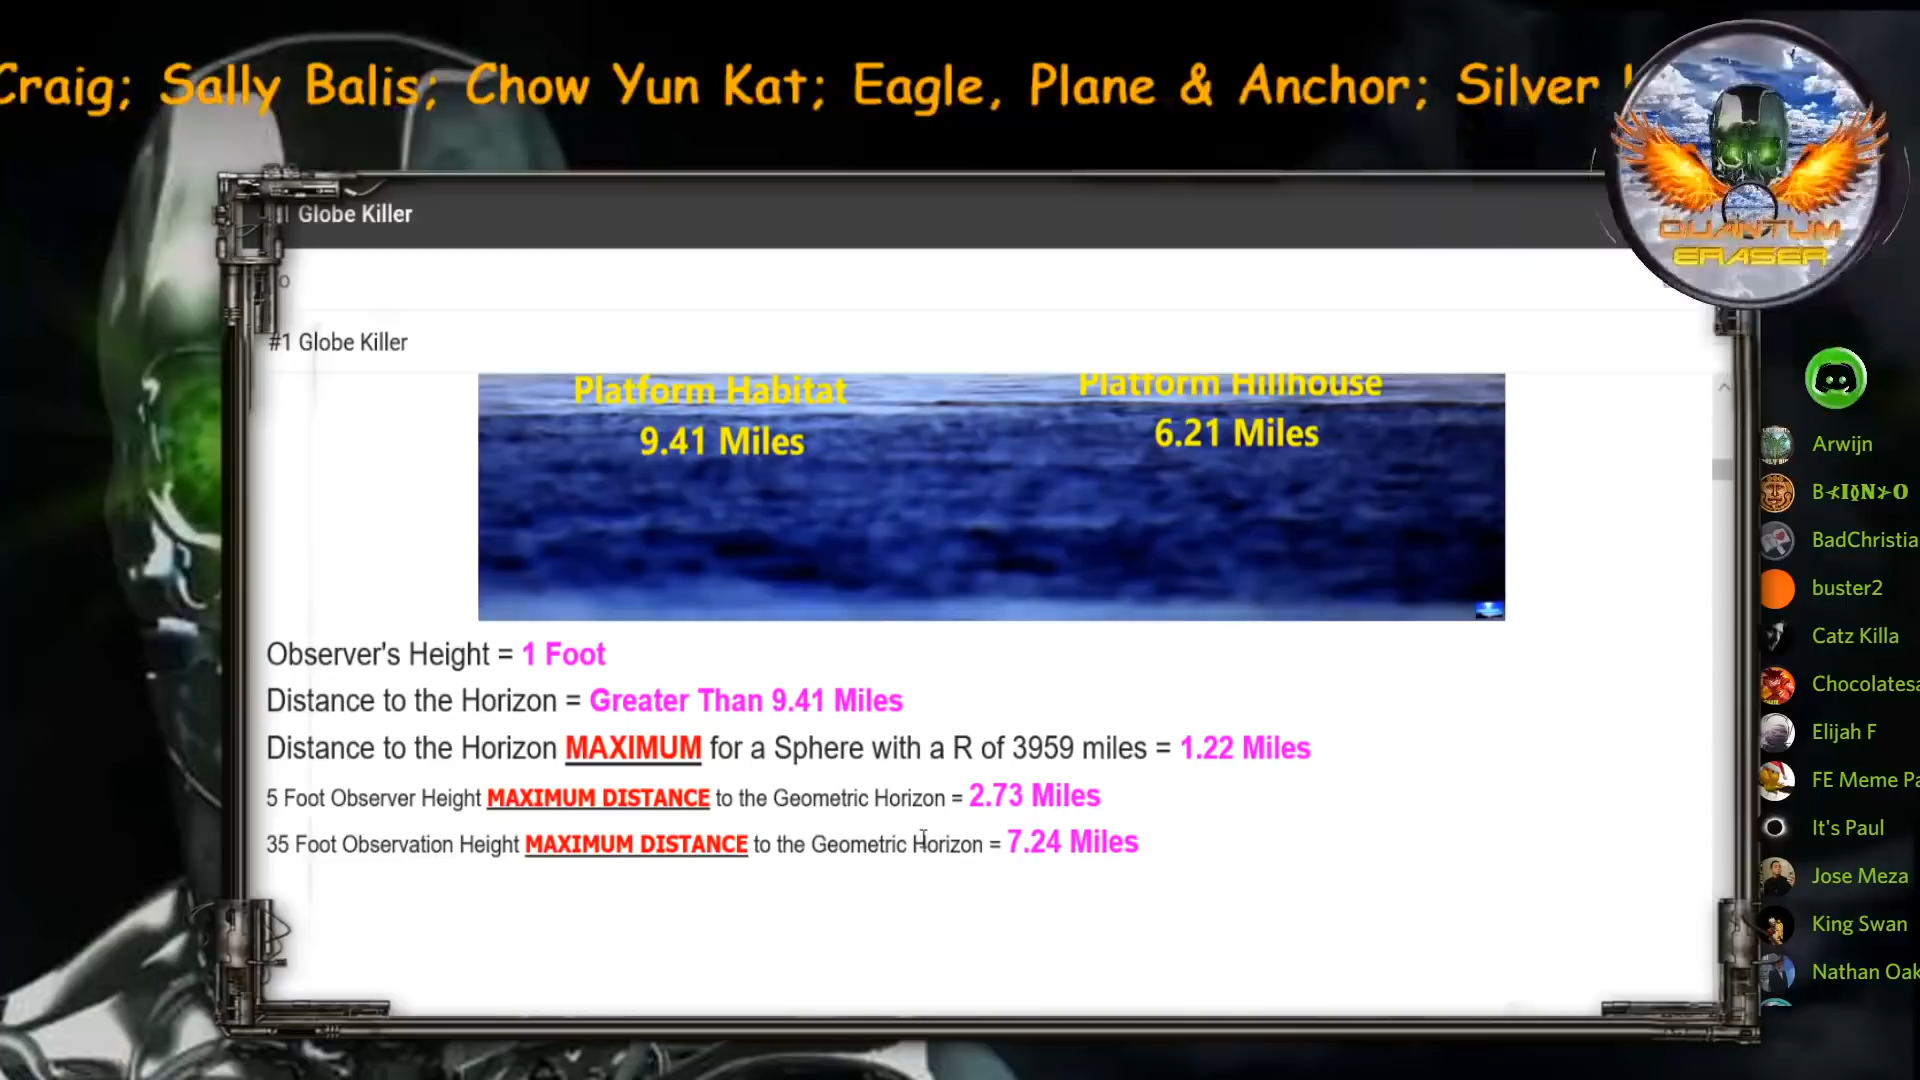 Craig; Sally Balis; Chow Yun Kat; Eagle, Plane & Anchor; Silver
QUANTUM
ERASER
Globe Killer
#1 Globe Killer
Platform Habitat
9.41 Miles
Platform Hillhouse
6.21 Miles
Observer's Height = 1 Foot
Distance to the Horizon = Greater Than 9.41 Miles
Distance to the Horizon MAXIMUM for a Sphere with a R of 3959 miles = 1.22 Miles
5 Foot Observer Height MAXIMUM DISTANCE to the Geometric Horizon = 2.73 Miles
35 Foot Observation Height MAXIMUM DISTANCE to the Geometric Horizon = 7.24 Miles
Arwijn
BadChristia
buster2
Catz Killa
Chocolatesa
Elijah F
FE Meme Pa
It's Paul
Jose Meza
King Swan
Nathan Oak